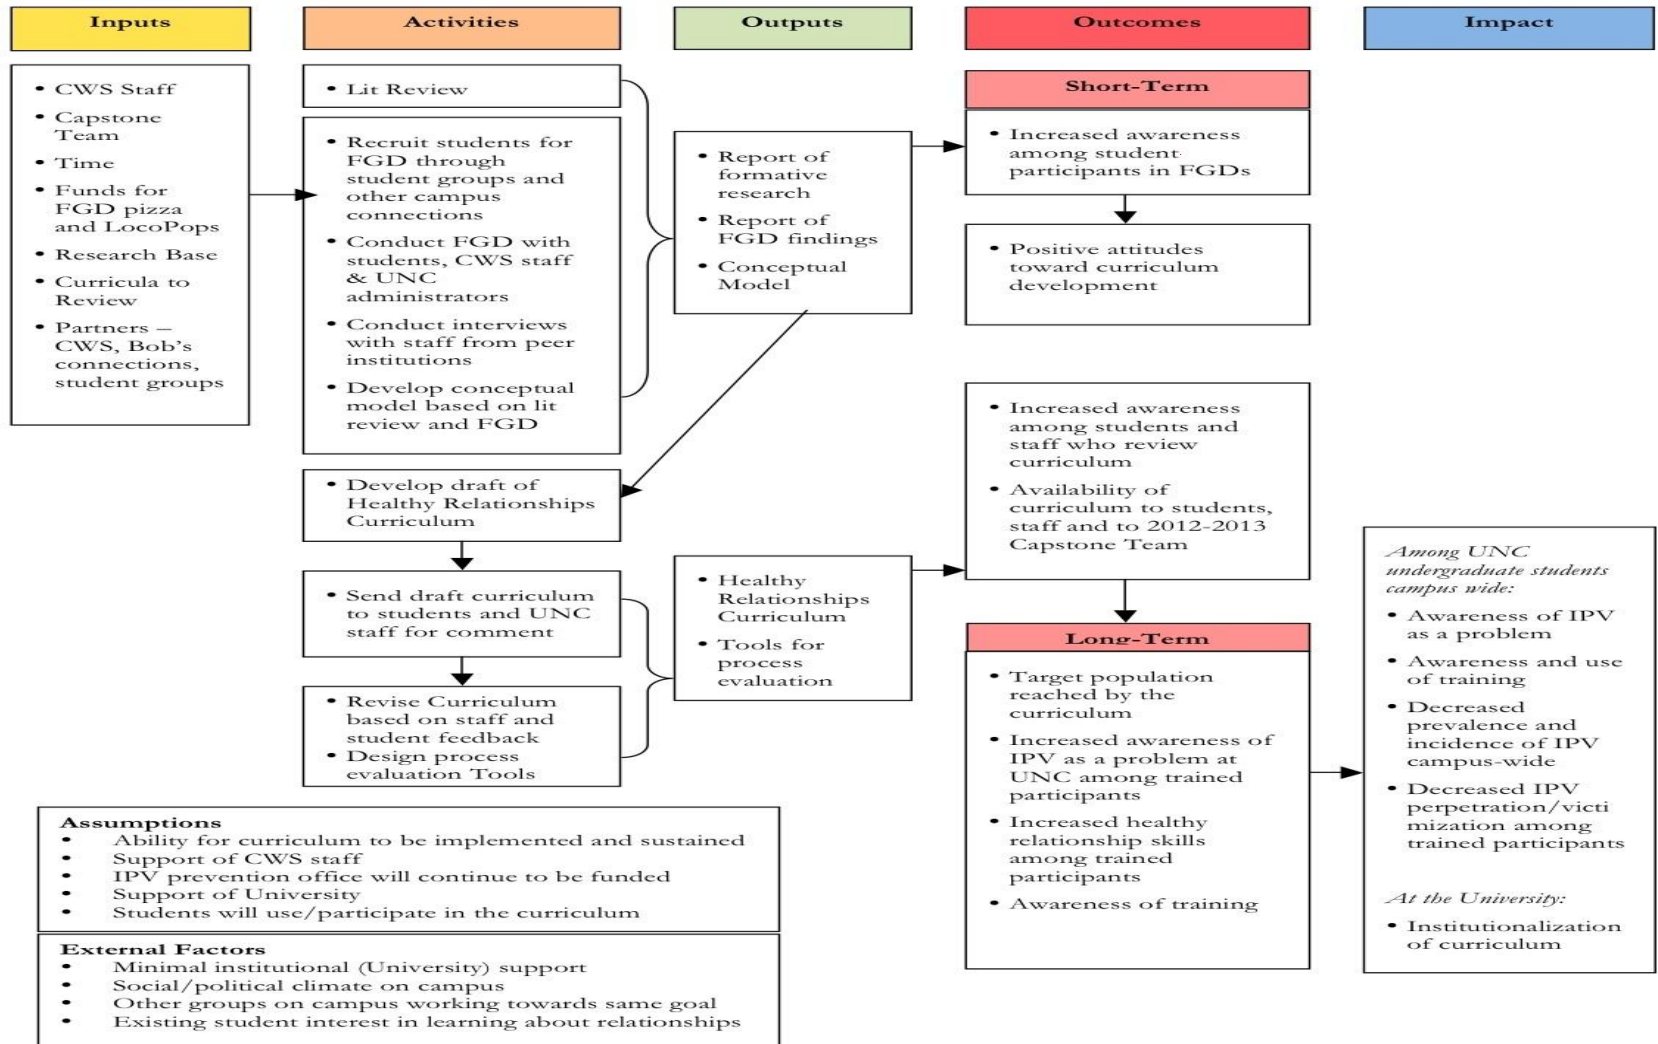 Inputs
Activities
Outputs
Outcomes
Impact
• CWS Staff
• Capstone
Team
• Time
• Funds for
FGD pizza
and LocoPops
• Research Base
• Curricula to
Review
• Partners –
CWS, Bob's
connections,
student groups
• Lit Review
• Recruit students for
FGD through
student groups and
other campus
connections
• Conduct FGD with
students, CWS staff
& UNC
administrators
• Conduct interviews
with staff from peer
institutions
• Develop conceptual
model based on lit
review and FGD
• Develop draft of
Healthy Relationships
Curriculum
• Send draft curriculum
to students and UNC
staff for comment
• Revise Curriculum
based on staff and
student feedback
• Design process
evaluation Tools
• Report of
formative
research
• Report of
FGD findings
• Conceptual
Model
• Healthy
Relationships
Curriculum
• Tools for
process
evaluation
Short-Term
• Increased awareness
among student
participants in FGDs
• Positive attitudes
toward curriculum
development
• Increased awareness
among students and
staff who review
curriculum
• Availability of
curriculum to students,
staff and to 2012-2013
Capstone Team
Long-Term
• Target population
reached by the
curriculum
• Increased awareness of
IPV as a problem at
UNC among trained
participants
• Increased healthy
relationship skills
among trained
participants
• Awareness of training
Among UNC
undergraduate students
campus wide:
• Awareness of IPV
as a problem
• Awareness and use
of training
• Decreased
prevalence and
incidence of IPV
campus-wide
• Decreased IPV
perpetration/victi
mization among
trained participants
At the University:
• Institutionalization
of curriculum
Assumptions
• Ability for curriculum to be implemented and sustained
• Support of CWS staff
• IPV prevention office will continue to be funded
• Support of University
• Students will use/participate in the curriculum
External Factors
• Minimal institutional (University) support
• Social/political climate on campus
• Other groups on campus working towards same goal
• Existing student interest in learning about relationships